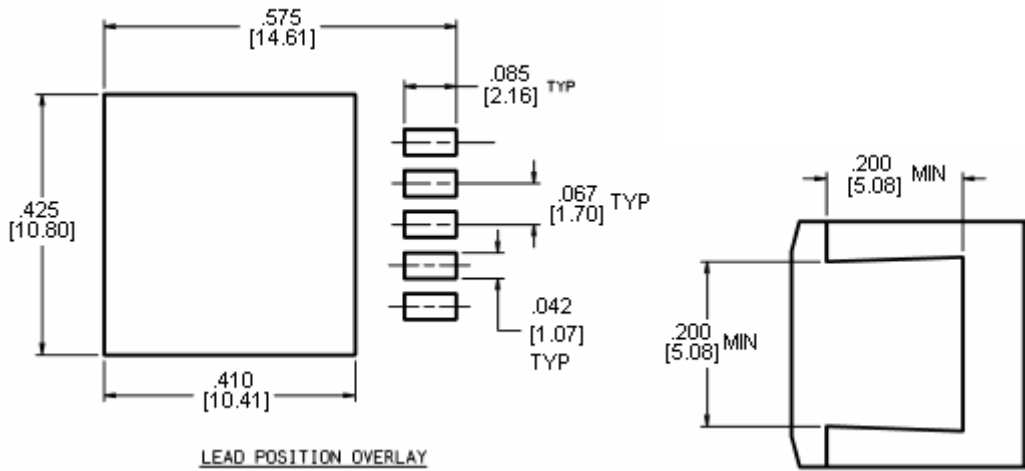 .575
[14.61]
.085 TYP
[2.16]
.425
[10.80]
.067 TYP
[1.70]
.042
[1.07]
TYP
.410
[10.41]
LEAD POSITION OVERLAY
.200 MIN
[5.08]
.200 MIN
[5.08]